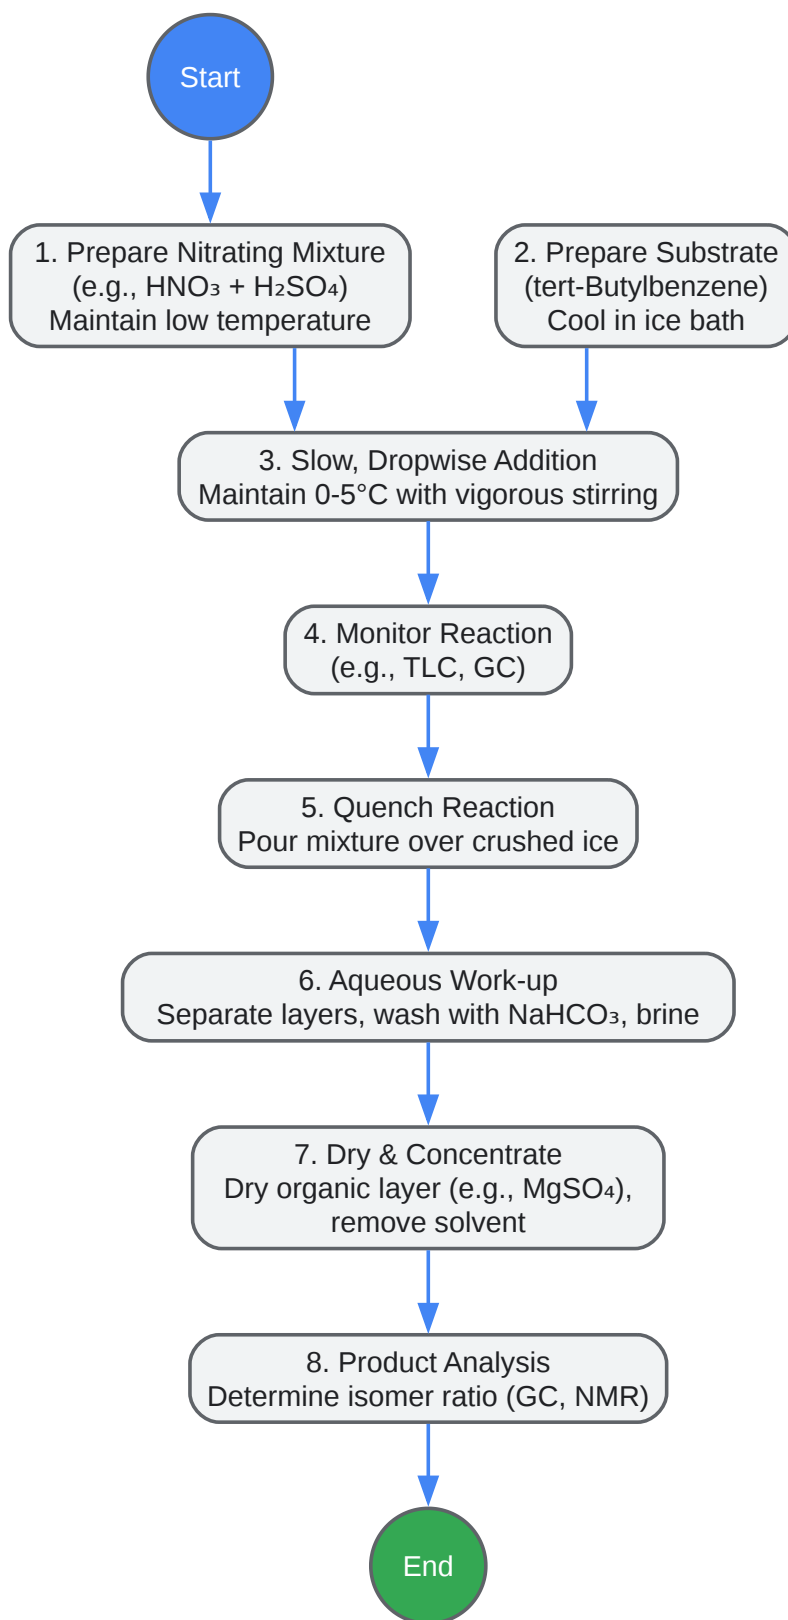 Start
1. Prepare Nitrating Mixture
(e.g., HNO₃ + H₂SO₄)
Maintain low temperature
2. Prepare Substrate
(tert-Butylbenzene)
Cool in ice bath
3. Slow, Dropwise Addition
Maintain 0-5°C with vigorous stirring
4. Monitor Reaction
(e.g., TLC, GC)
5. Quench Reaction
Pour mixture over crushed ice
6. Aqueous Work-up
Separate layers, wash with NaHCO₃, brine
7. Dry & Concentrate
Dry organic layer (e.g., MgSO₄),
remove solvent
8. Product Analysis
Determine isomer ratio (GC, NMR)
End